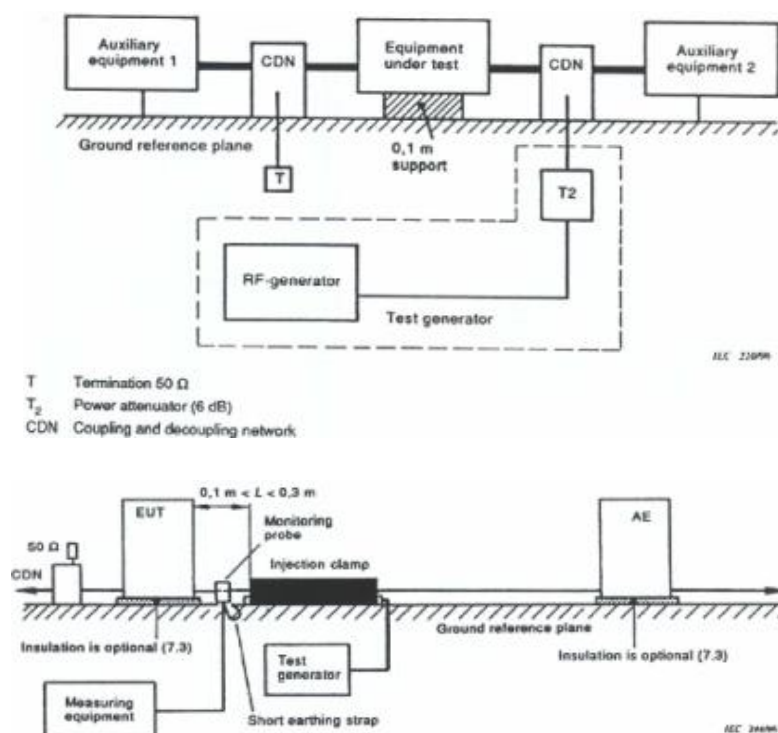 Auxiliary
equipment 1
CDN
Equipment
under test
CDN
Auxiliary
equipment 2
Ground reference plane
0,1 m
support
T
T2
RF-generator
Test generator
T Termination 50 Ω
T₂ Power attenuator (6 dB)
CDN Coupling and decoupling network
0,1 m < L < 0,3 m
EUT
Monitoring
probe
AE
50 Ω
Injection clamp
CDN
Ground reference plane
Insulation is optional (7.3)
Test
generator
Insulation is optional (7.3)
Measuring
equipment
Short earthing strap
IEC